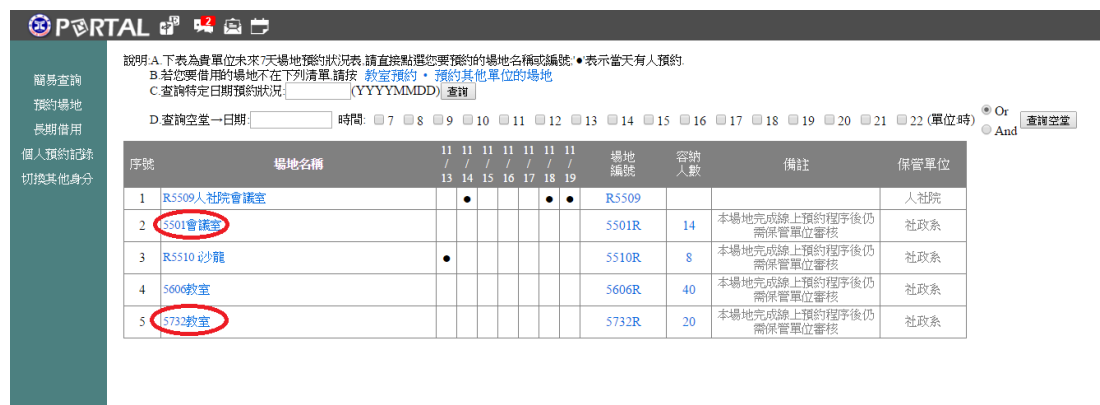 PORTAL 2
簡易查詢
預約場地
長期借用
個人預約記錄
切換其他身分
說明:A.下表為貴單位未來7天場地預約狀況表.請直接點選您要預約的場地名稱或編號.'●'表示當天有人預約.
B.若您要借用的場地不在下列清單.請按 教室預約 · 預約其他單位的場地
C.查詢特定日期預約狀況: (YYYYMMDD) 查詢
D.查詢空堂→日期: 時間: 7 8 9 10 11 12 13 14 15 16 17 18 19 20 21 22 (單位:時) Or And 查詢空堂
序號 場地名稱 11/13 11/14 11/15 11/16 11/17 11/18 11/19 場地編號 容納人數 備註 保管單位
1 R5509人社院會議室 ● ● ● R5509 人社院
2 5501會議室 5501R 14 本場地完成線上預約程序後仍需保管單位審核 社政系
3 R5510 i沙龍 ● 5510R 8 本場地完成線上預約程序後仍需保管單位審核 社政系
4 5606教室 5606R 40 本場地完成線上預約程序後仍需保管單位審核 社政系
5 5732教室 5732R 20 本場地完成線上預約程序後仍需保管單位審核 社政系